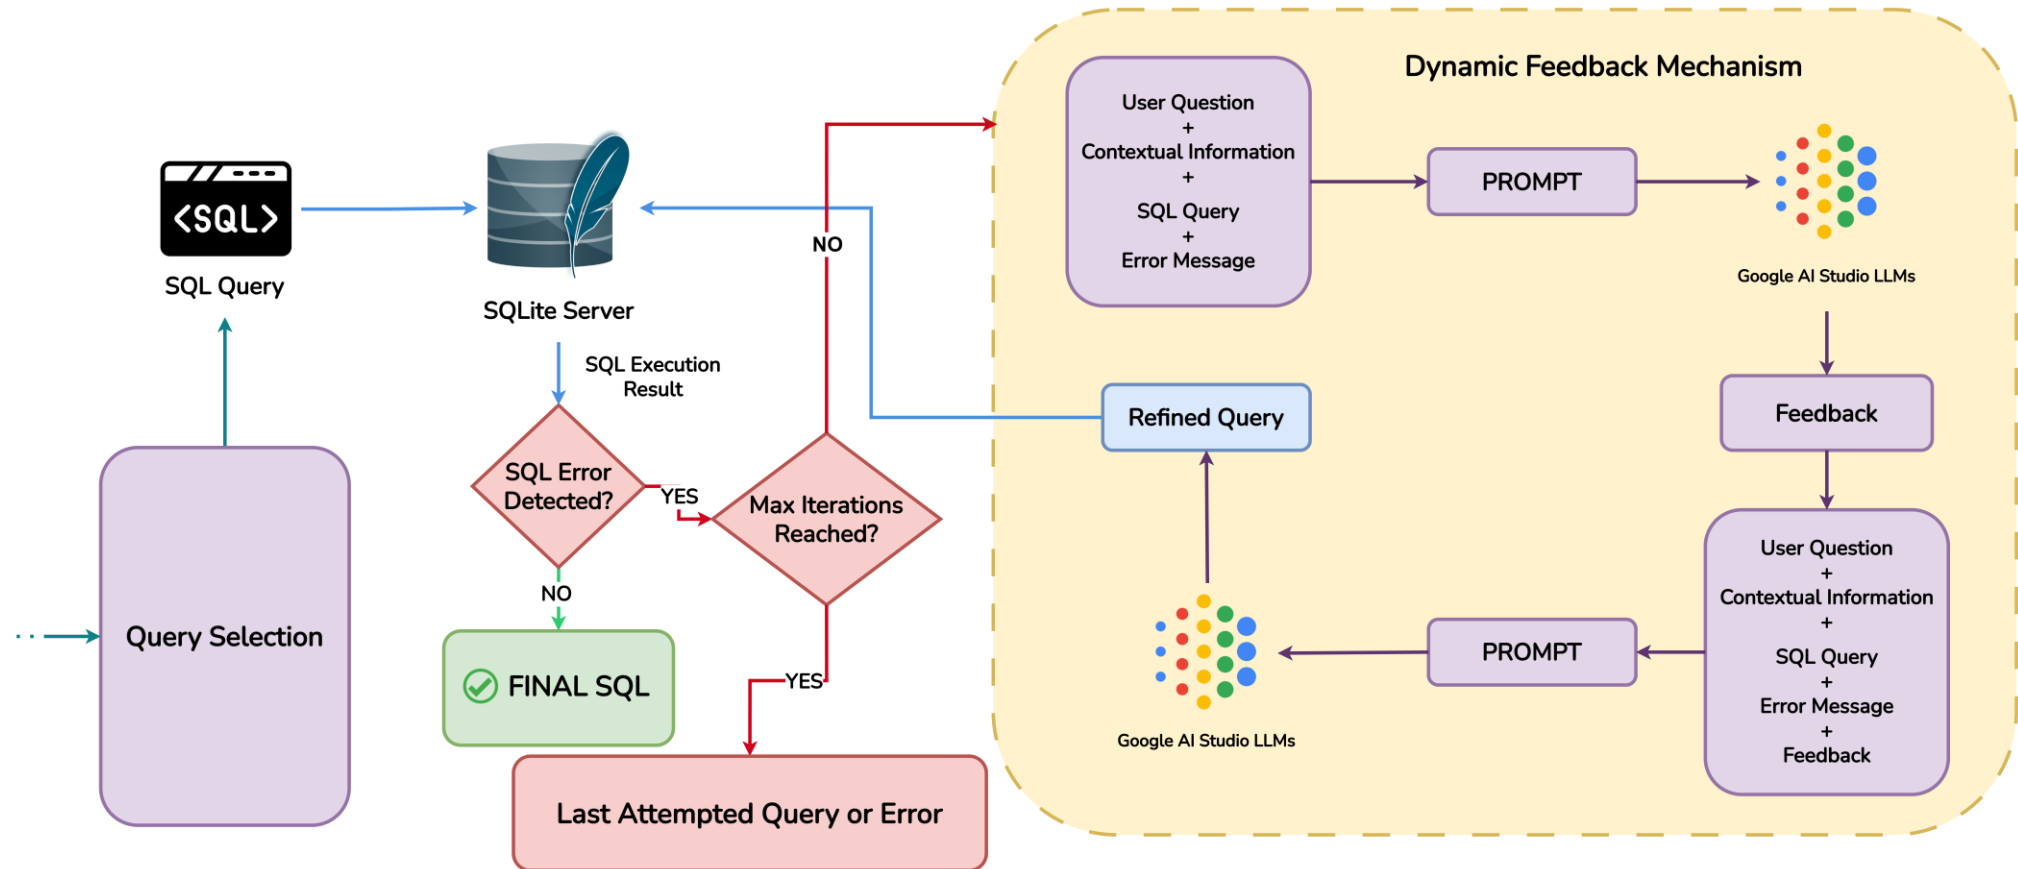 Dynamic Feedback Mechanism
User Question
+
Contextual Information
+
SQL Query
+
Error Message
PROMPT
Google AI Studio LLMs
<SQL>
SQL Query
SQLite Server
NO
SQL Execution
Result
Refined Query
Feedback
SQL Error
Detected?
YES
Max Iterations
Reached?
NO
Query Selection
FINAL SQL
YES
Last Attempted Query or Error
User Question
+
Contextual Information
+
SQL Query
+
Error Message
+
Feedback
PROMPT
Google AI Studio LLMs